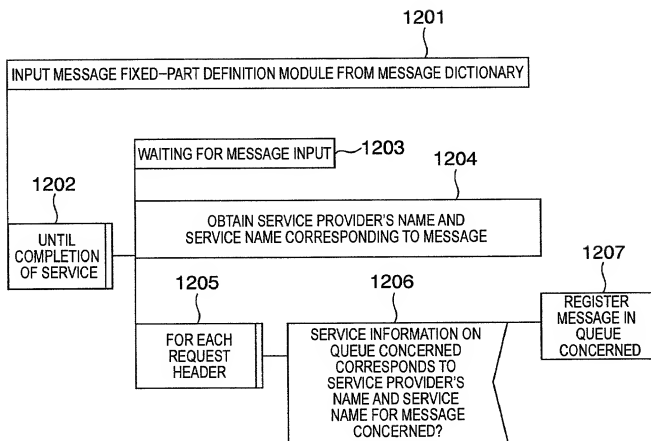 1201
INPUT MESSAGE FIXED-PART DEFINITION MODULE FROM MESSAGE DICTIONARY
WAITING FOR MESSAGE INPUT
1203
1204
1202
OBTAIN SERVICE PROVIDER'S NAME AND
SERVICE NAME CORRESPONDING TO MESSAGE
UNTIL
COMPLETION
OF SERVICE
1205
1206
1207
FOR EACH
REQUEST
HEADER
SERVICE INFORMATION ON
QUEUE CONCERNED
CORRESPONDS TO
SERVICE PROVIDER'S
NAME AND SERVICE
NAME FOR MESSAGE
CONCERNED?
REGISTER
MESSAGE IN
QUEUE
CONCERNED